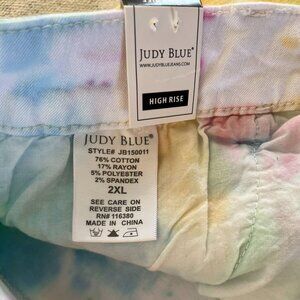 JUDY BLUE®
WWW.JUDYBLUEJEANS.COM
HIGH RISE
JUDY BLUE®
STYLE# JB150011
76% COTTON
17% RAYON
5% POLYESTER
2% SPANDEX
2XL
SEE CARE ON
REVERSE SIDE
RN# 116380
MADE IN CHINA